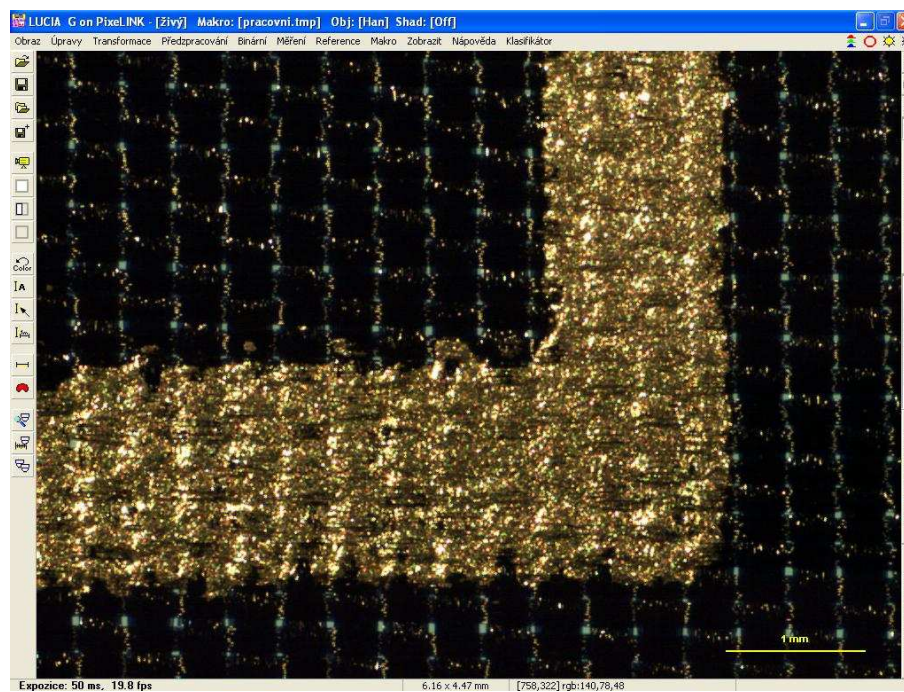 LUCIA G on PixeLINK - [živý] Makro: [pracovni.tmp] Obj: [Han] Shad: [Off]
Obraz Úpravy Transformace Předzpracování Binární Měření Reference Makro Zobrazit Nápověda Klasifikátor
Color
A
1 mm
Expozice: 50 ms, 19.8 fps 6.16 x 4.47 mm [758,322] rgb:140,78,48